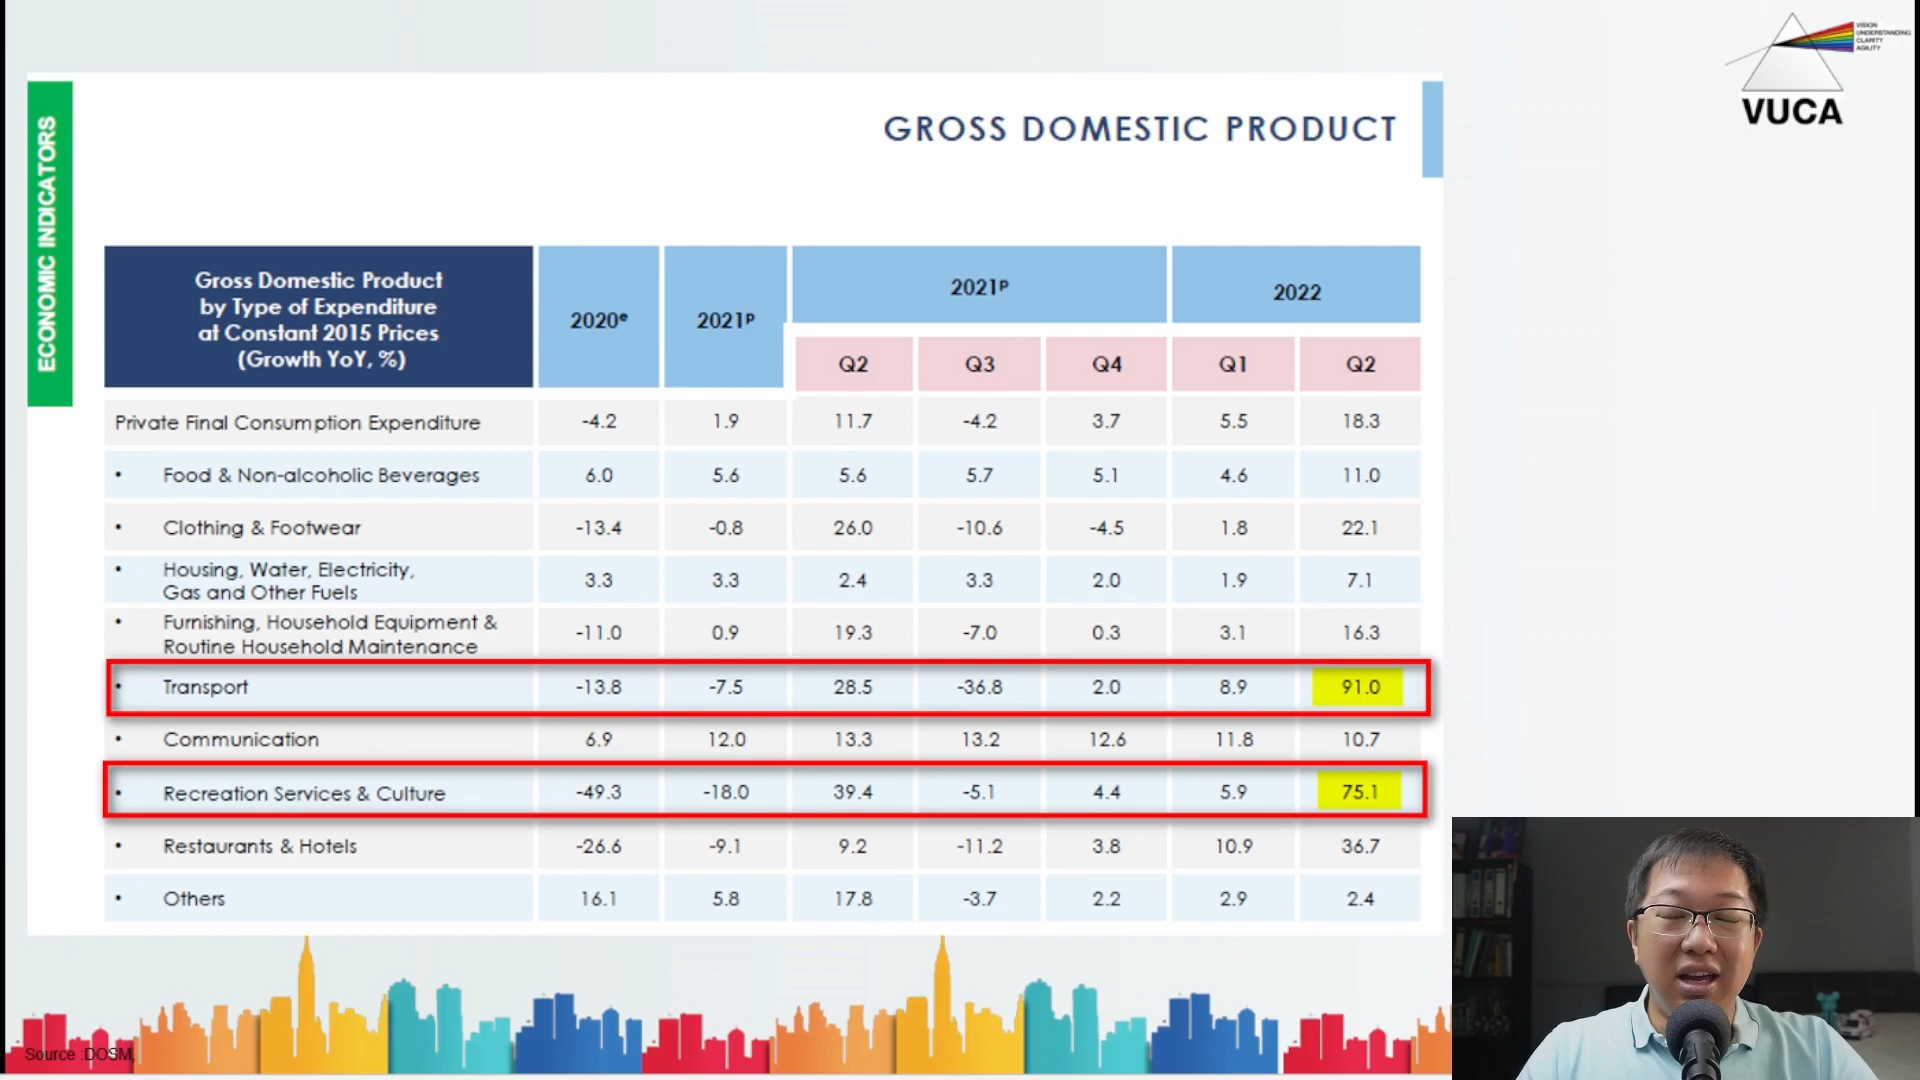 VISION
UNDERSTANDING
CLARITY
AGILITY
VUCA
ECONOMIC INDICATORS
GROSS DOMESTIC PRODUCT
Gross Domestic Product
by Type of Expenditure
at Constant 2015 Prices
(Growth YoY, %)
2020ᵉ 2021ᵖ 2021ᵖ 2022
Q2 Q3 Q4 Q1 Q2
Private Final Consumption Expenditure -4.2 1.9 11.7 -4.2 3.7 5.5 18.3
• Food & Non-alcoholic Beverages 6.0 5.6 5.6 5.7 5.1 4.6 11.0
• Clothing & Footwear -13.4 -0.8 26.0 -10.6 -4.5 1.8 22.1
• Housing, Water, Electricity,
Gas and Other Fuels 3.3 3.3 2.4 3.3 2.0 1.9 7.1
• Furnishing, Household Equipment &
Routine Household Maintenance -11.0 0.9 19.3 -7.0 0.3 3.1 16.3
• Transport -13.8 -7.5 28.5 -36.8 2.0 8.9 91.0
• Communication 6.9 12.0 13.3 13.2 12.6 11.8 10.7
• Recreation Services & Culture -49.3 -18.0 39.4 -5.1 4.4 5.9 75.1
• Restaurants & Hotels -26.6 -9.1 9.2 -11.2 3.8 10.9 36.7
• Others 16.1 5.8 17.8 -3.7 2.2 2.9 2.4
Source :DOSM,